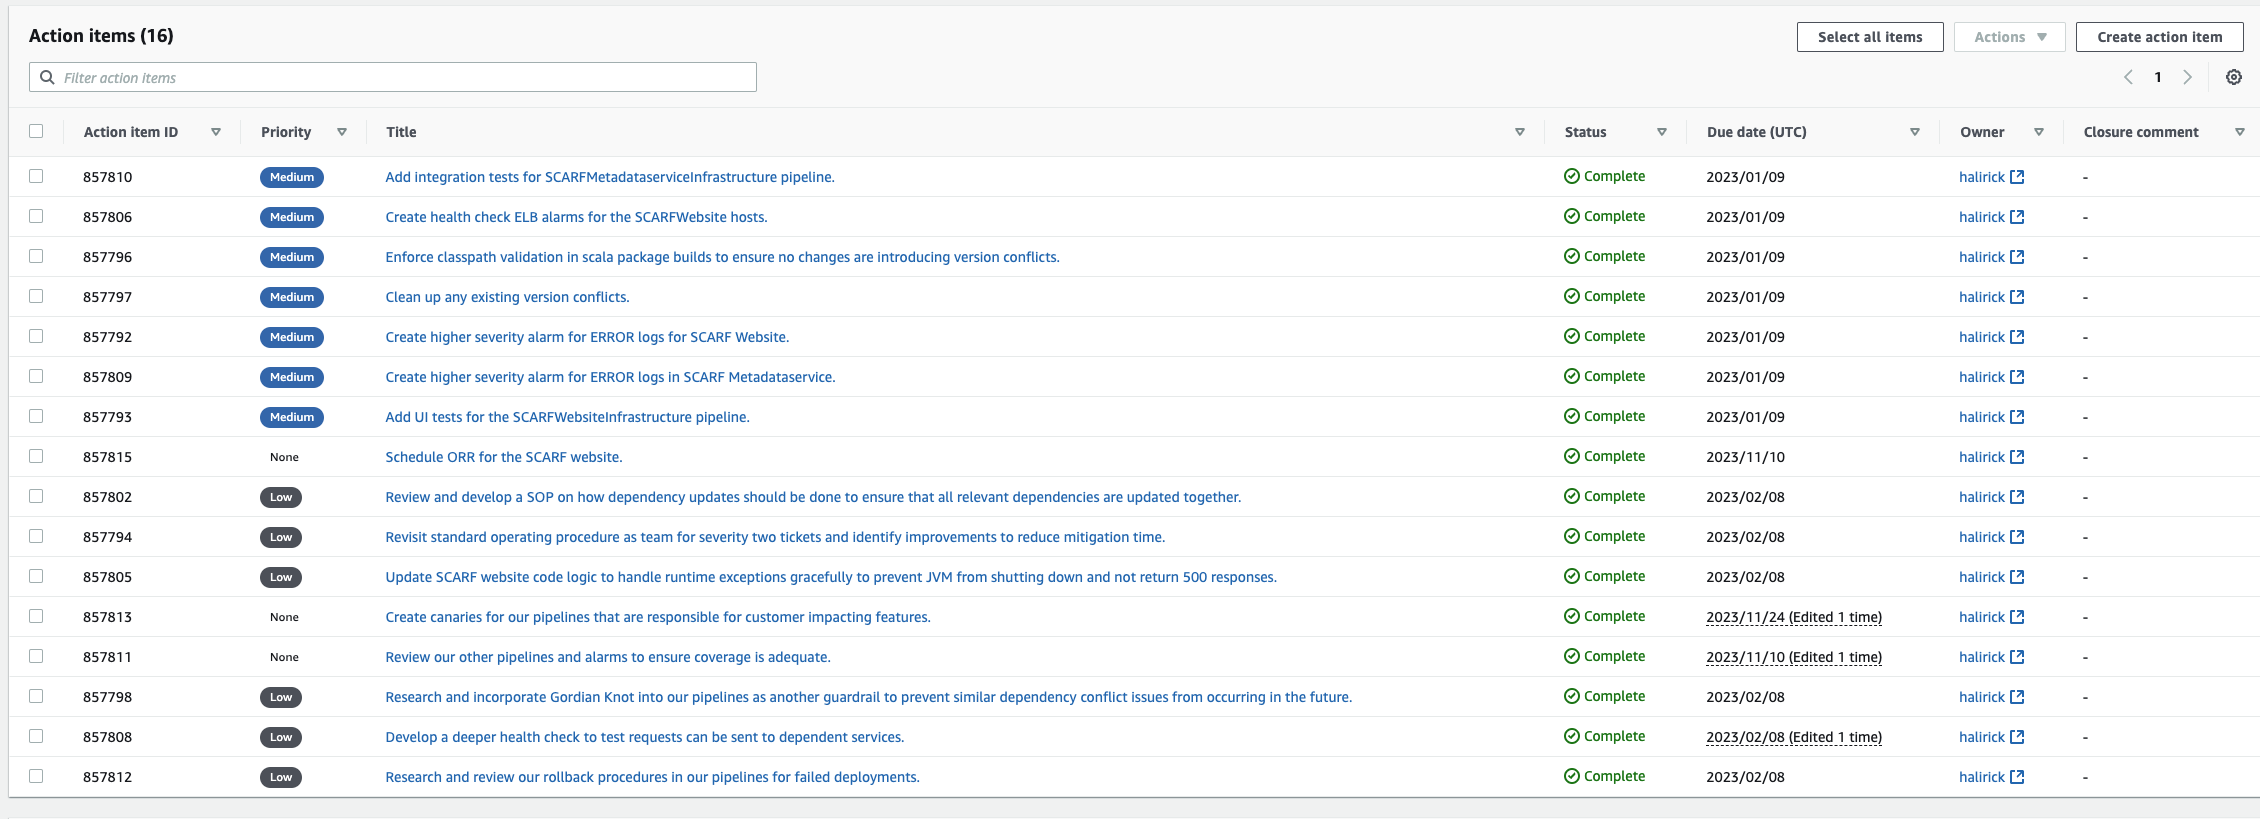 Action items (16)
Select all items
Actions
Create action item
Filter action items
1
Action item ID Priority Title Status Due date (UTC) Owner Closure comment
857810 Medium Add integration tests for SCARFMetadataserviceInfrastructure pipeline. Complete 2023/01/09 halirick -
857806 Medium Create health check ELB alarms for the SCARFWebsite hosts. Complete 2023/01/09 halirick -
857796 Medium Enforce classpath validation in scala package builds to ensure no changes are introducing version conflicts. Complete 2023/01/09 halirick -
857797 Medium Clean up any existing version conflicts. Complete 2023/01/09 halirick -
857792 Medium Create higher severity alarm for ERROR logs for SCARF Website. Complete 2023/01/09 halirick -
857809 Medium Create higher severity alarm for ERROR logs in SCARF Metadataservice. Complete 2023/01/09 halirick -
857793 Medium Add UI tests for the SCARFWebsiteInfrastructure pipeline. Complete 2023/01/09 halirick -
857815 None Schedule ORR for the SCARF website. Complete 2023/11/10 halirick -
857802 Low Review and develop a SOP on how dependency updates should be done to ensure that all relevant dependencies are updated together. Complete 2023/02/08 halirick -
857794 Low Revisit standard operating procedure as team for severity two tickets and identify improvements to reduce mitigation time. Complete 2023/02/08 halirick -
857805 Low Update SCARF website code logic to handle runtime exceptions gracefully to prevent JVM from shutting down and not return 500 responses. Complete 2023/02/08 halirick -
857813 None Create canaries for our pipelines that are responsible for customer impacting features. Complete 2023/11/24 (Edited 1 time) halirick -
857811 None Review our other pipelines and alarms to ensure coverage is adequate. Complete 2023/11/10 (Edited 1 time) halirick -
857798 Low Research and incorporate Gordian Knot into our pipelines as another guardrail to prevent similar dependency conflict issues from occurring in the future. Complete 2023/02/08 halirick -
857808 Low Develop a deeper health check to test requests can be sent to dependent services. Complete 2023/02/08 (Edited 1 time) halirick -
857812 Low Research and review our rollback procedures in our pipelines for failed deployments. Complete 2023/02/08 halirick -